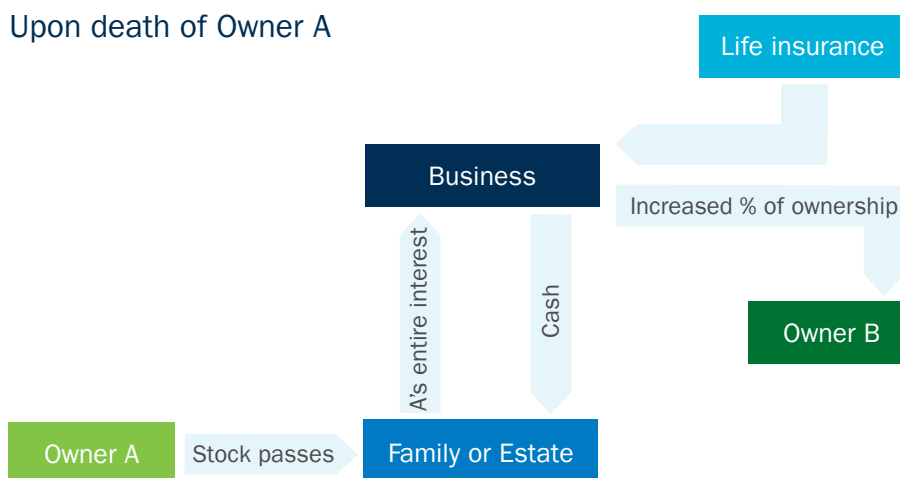 Upon death of Owner A
Life insurance
Business
Increased % of ownership
A's entire interest
Cash
Owner B
Owner A
Stock passes
Family or Estate